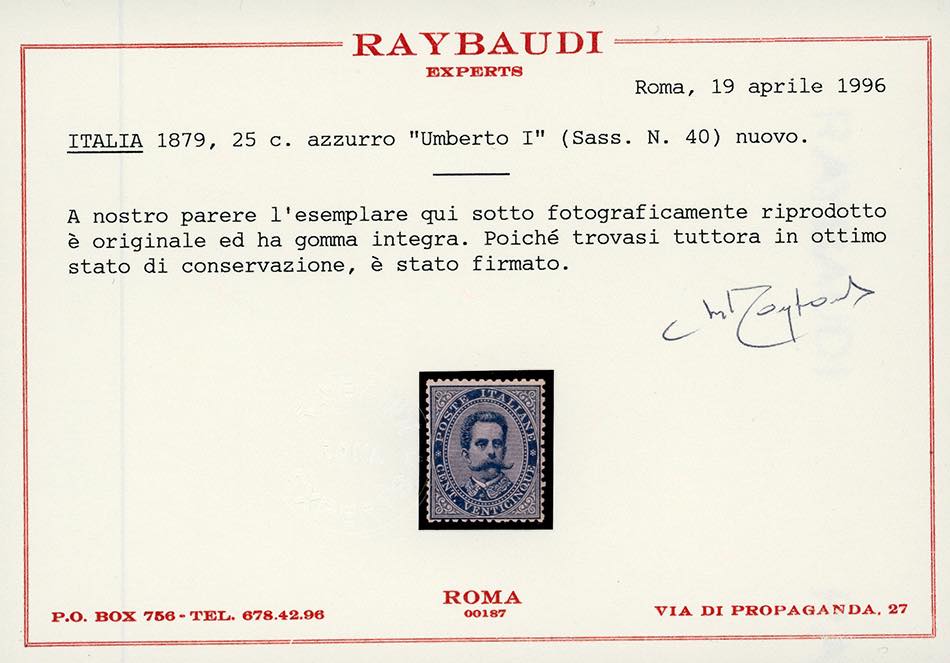 RAYBAUDI
EXPERTS
Roma, 19 aprile 1996
ITALIA 1879, 25 c. azzurro "Umberto I" (Sass. N. 40) nuovo.
A nostro parere l'esemplare qui sotto fotograficamente riprodotto
è originale ed ha gomma integra. Poiché trovasi tuttora in ottimo
stato di conservazione, è stato firmato.
POSTE ITALIANE
CENT. VENTICINQUE
ROMA
00187
P.O. BOX 756 - TEL. 678.42.96
VIA DI PROPAGANDA, 27